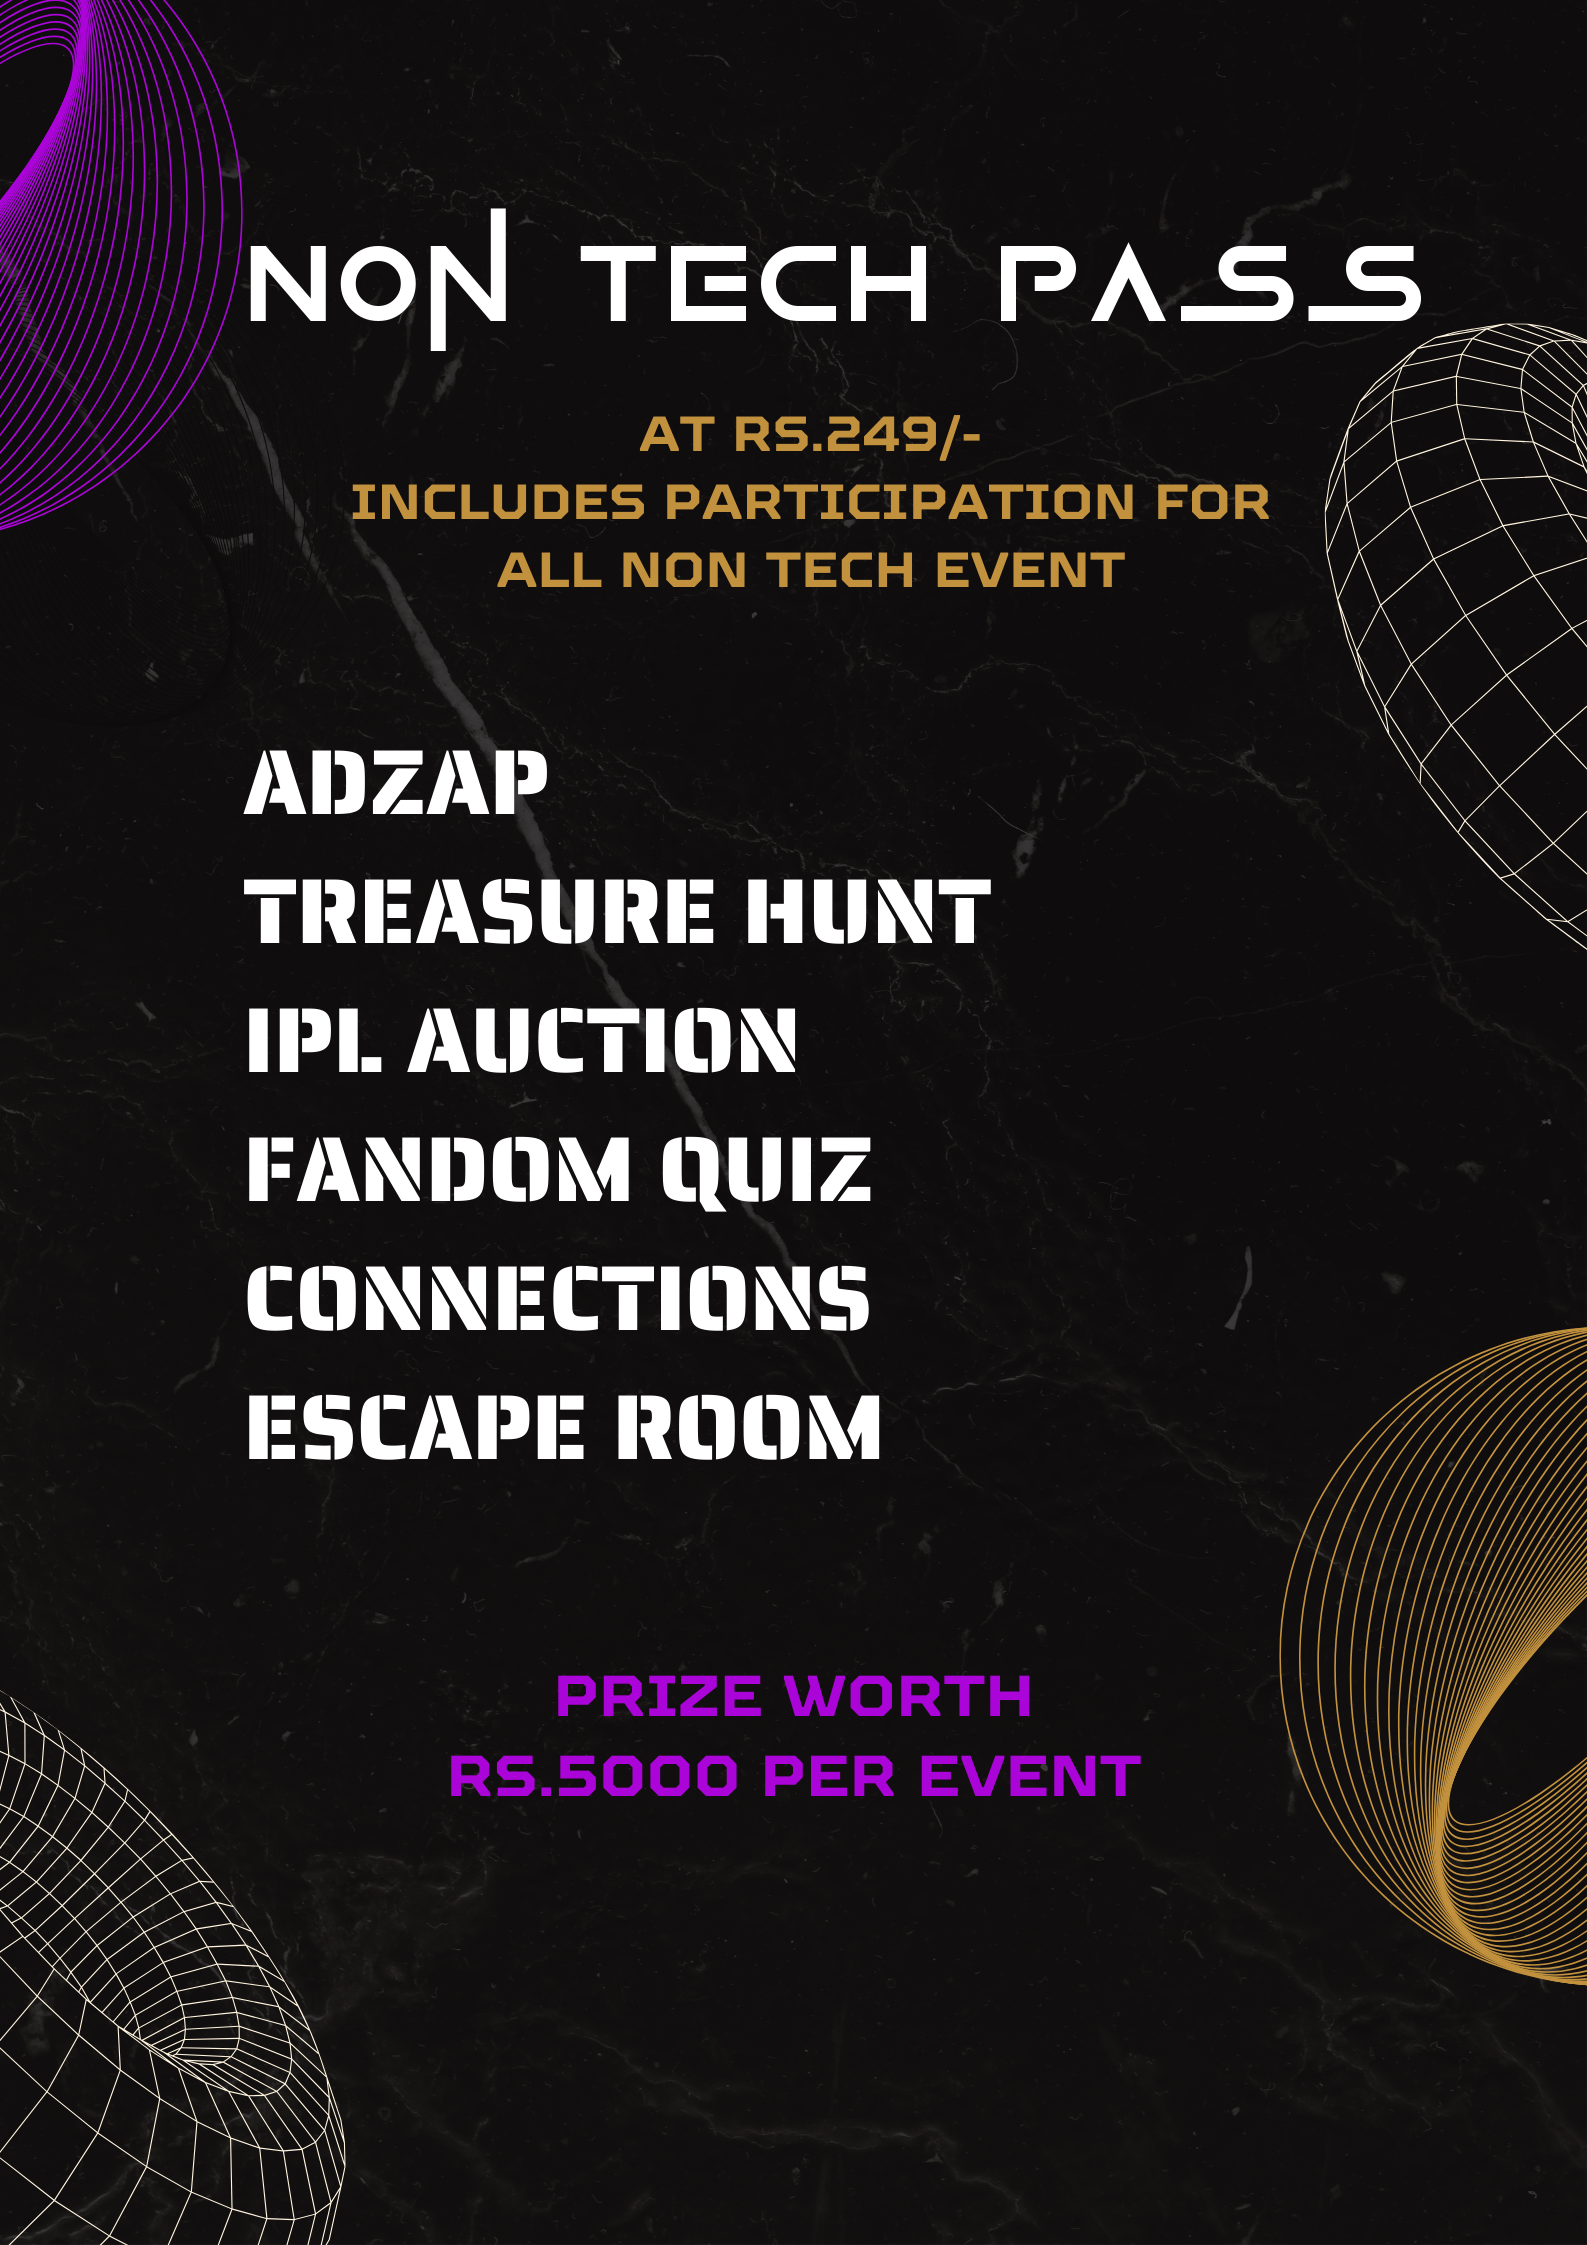 NON TECH PASS
AT RS.249/-
INCLUDES PARTICIPATION FOR
ALL NON TECH EVENT
ADZAP
TREASURE HUNT
IPL AUCTION
FANDOM QUIZ
CONNECTIONS
ESCAPE ROOM
PRIZE WORTH
RS.5000 PER EVENT